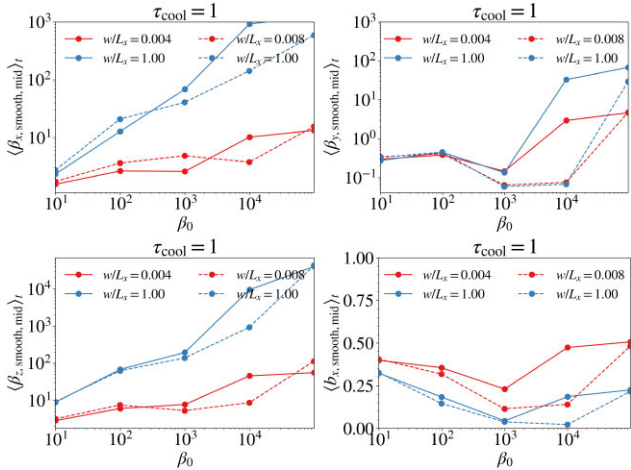 τcool = 1
⟨βx, smooth, mid⟩t
10³
10²
10¹
w/Lx = 0.004
w/Lx = 0.008
w/Lx = 1.00
w/Lx = 1.00
10¹ 10² 10³ 10⁴
β0
τcool = 1
⟨βy, smooth, mid⟩t
10³
10²
10¹
10⁰
10⁻¹
w/Lx = 0.004
w/Lx = 0.008
w/Lx = 1.00
w/Lx = 1.00
10¹ 10² 10³ 10⁴
β0
τcool = 1
⟨βz, smooth, mid⟩t
10⁴
10³
10²
10¹
w/Lx = 0.004
w/Lx = 0.008
w/Lx = 1.00
w/Lx = 1.00
10¹ 10² 10³ 10⁴
β0
τcool = 1
⟨bx, smooth, mid⟩t
1.00
0.75
0.50
0.25
0.00
w/Lx = 0.004
w/Lx = 0.008
w/Lx = 1.00
w/Lx = 1.00
10¹ 10² 10³ 10⁴
β0